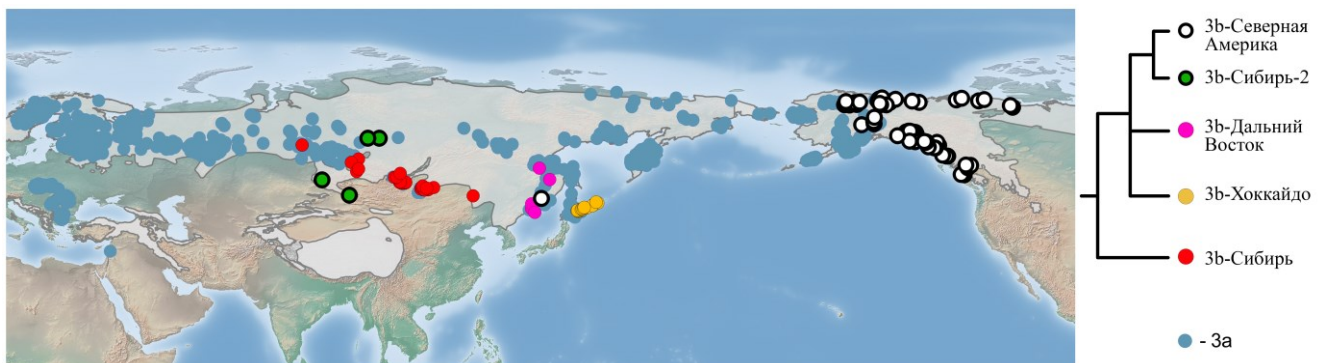 3b-Северная
Америка
3b-Сибирь-2
3b-Дальний
Восток
3b-Хоккайдо
3b-Сибирь
- 3a